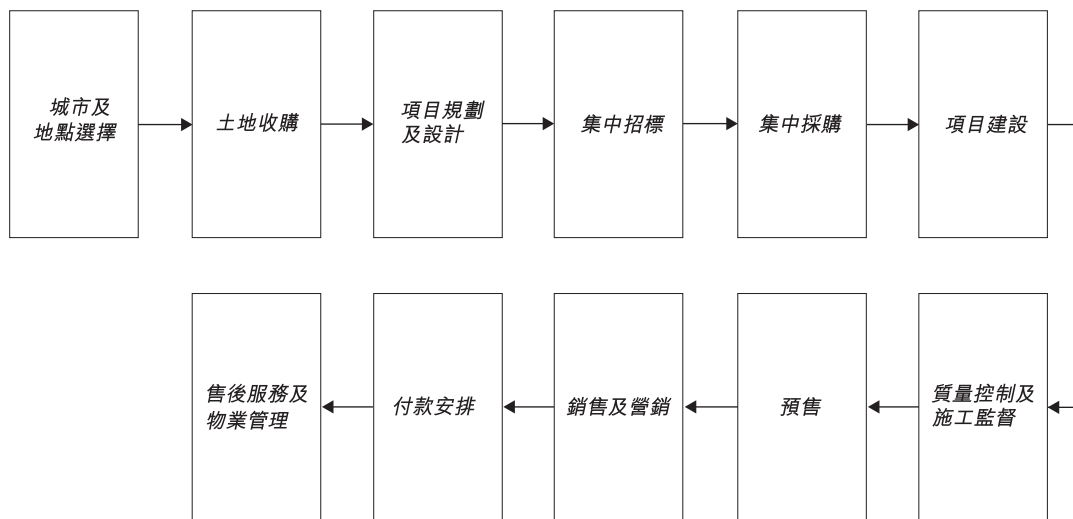 城市及
地點選擇
土地收購
項目規劃
及設計
集中招標
集中採購
項目建設
售後服務及
物業管理
付款安排
銷售及營銷
預售
質量控制及
施工監督